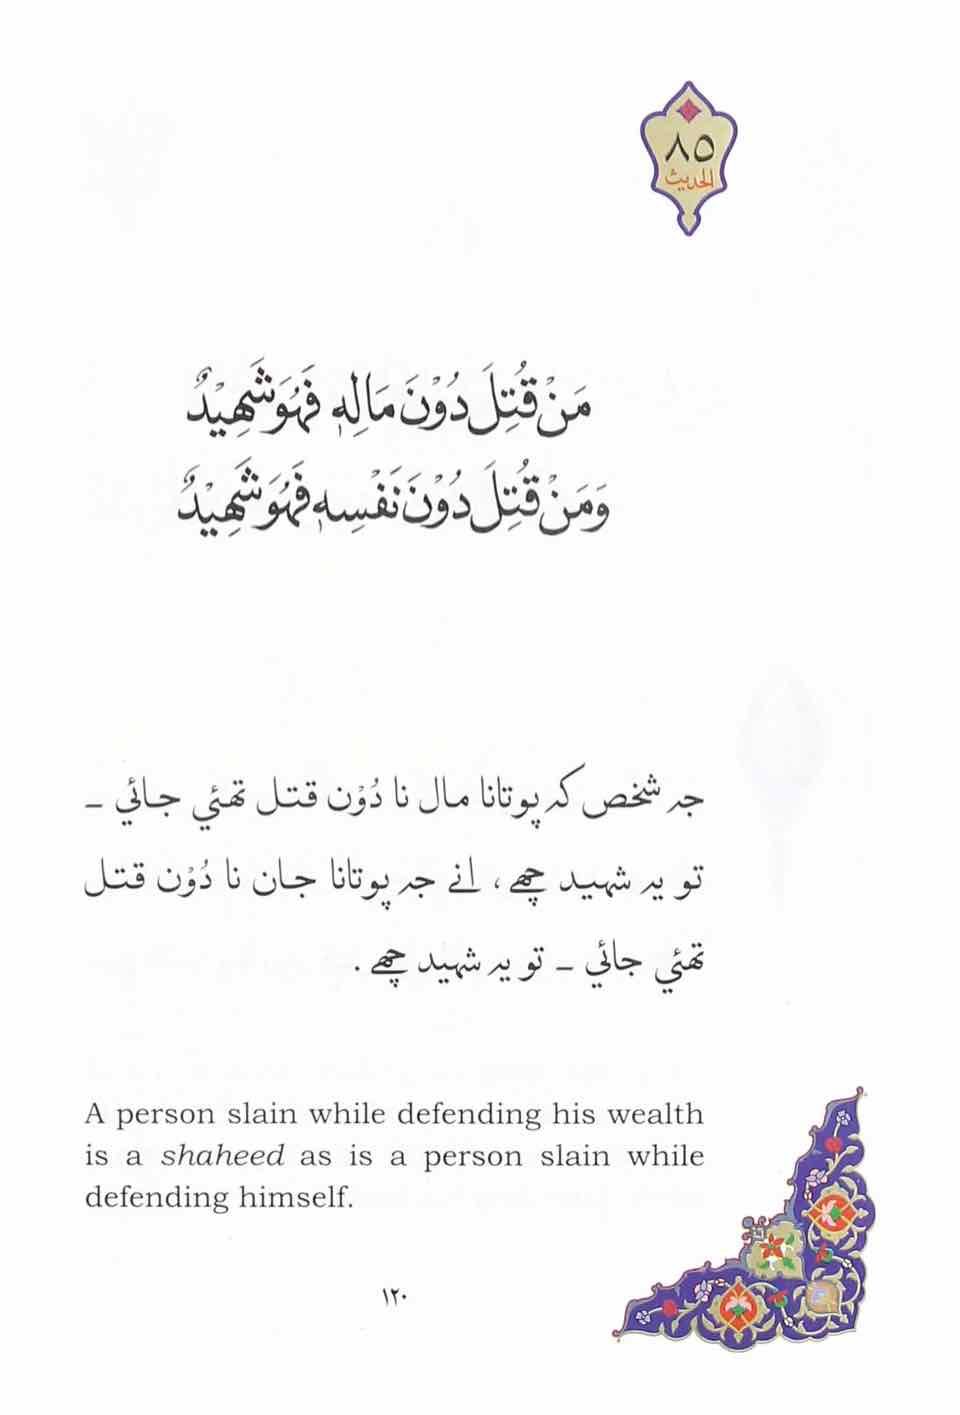 ٨٥
الحديث
مَنْ قُتِلَ دُوْنَ مَالِهٖ فَهُوَ شَهِيْدٌ
وَمَنْ قُتِلَ دُوْنَ نَفْسِهٖ فَهُوَ شَهِيْدٌ
جہ شخص کہ پوتانا مال نا دُوْن قتل تھئي جائي ـ
تو یہ شہید چھے، انے جہ پوتانا جان نا دُوْن قتل
تھئي جائي ـ تو یہ شہید چھے .
A person slain while defending his wealth
is a shaheed as is a person slain while
defending himself.
١٢٠